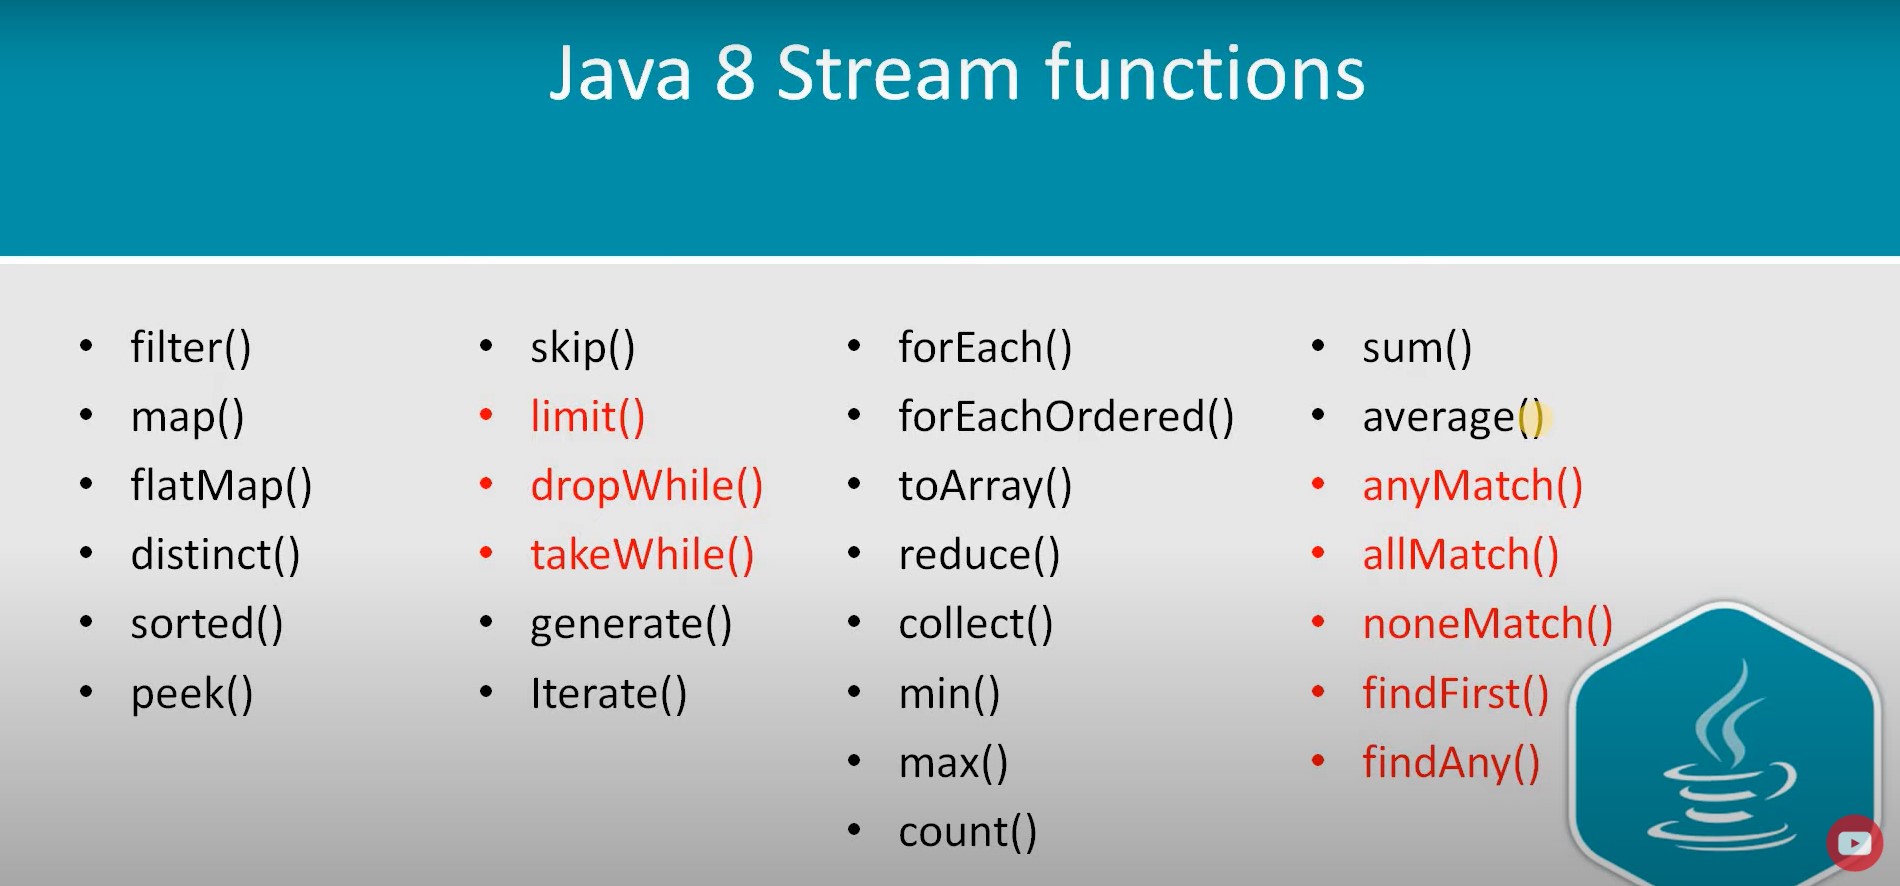 Java 8 Stream functions
• filter()
• map()
• flatMap()
• distinct()
• sorted()
• peek()
• skip()
• limit()
• dropWhile()
• takeWhile()
• generate()
• Iterate()
• forEach()
• forEachOrdered()
• toArray()
• reduce()
• collect()
• min()
• max()
• count()
• sum()
• average()
• anyMatch()
• allMatch()
• noneMatch()
• findFirst()
• findAny()